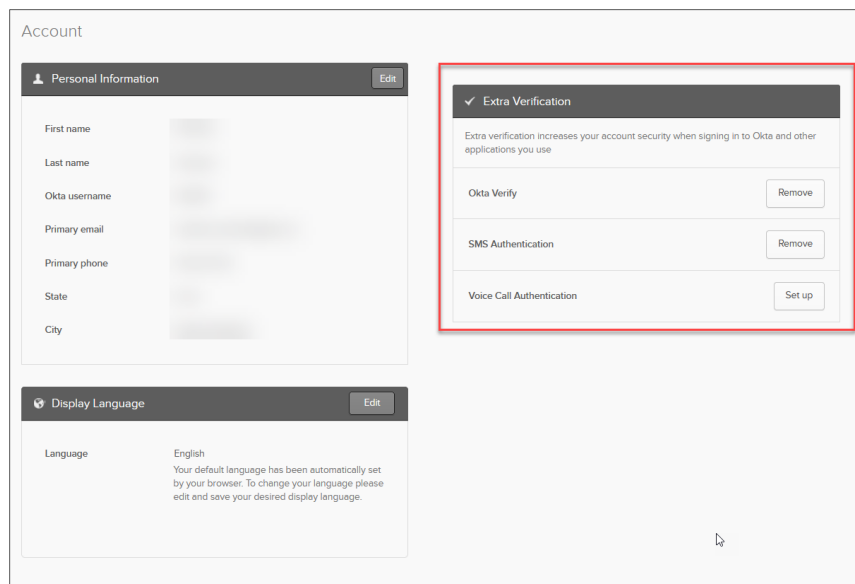 Account
Personal Information
Edit
First name
Last name
Okta username
Primary email
Primary phone
State
City
Extra Verification
Extra verification increases your account security when signing in to Okta and other
applications you use
Okta Verify
Remove
SMS Authentication
Remove
Voice Call Authentication
Set up
Display Language
Edit
Language
English
Your default language has been automatically set
by your browser. To change your language please
edit and save your desired display language.